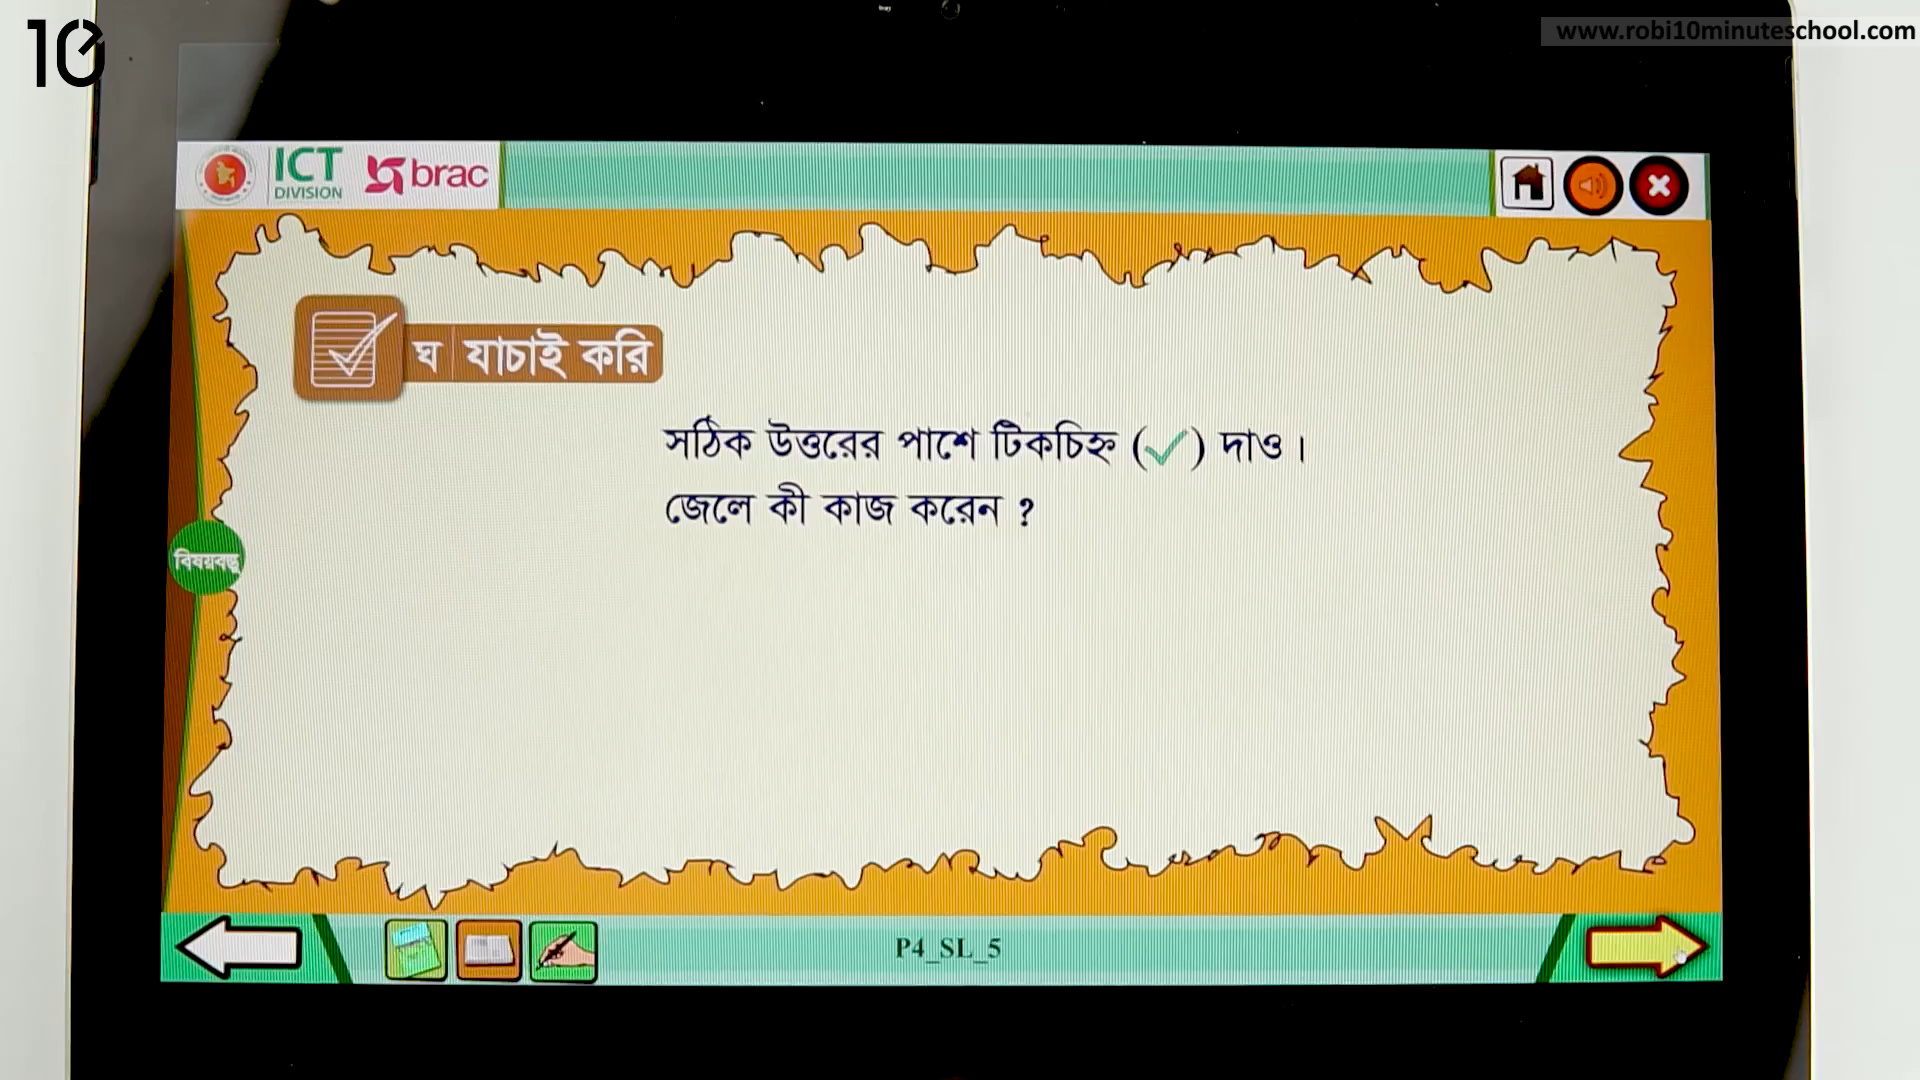 10
www.robi10minuteschool.com
ICT
DIVISION
brac
ঘ যাচাই করি
সঠিক উত্তরের পাশে টিকচিহ্ন (✓) দাও।
জেলে কী কাজ করেন ?
বিষয়বস্তু
P4_SL_5